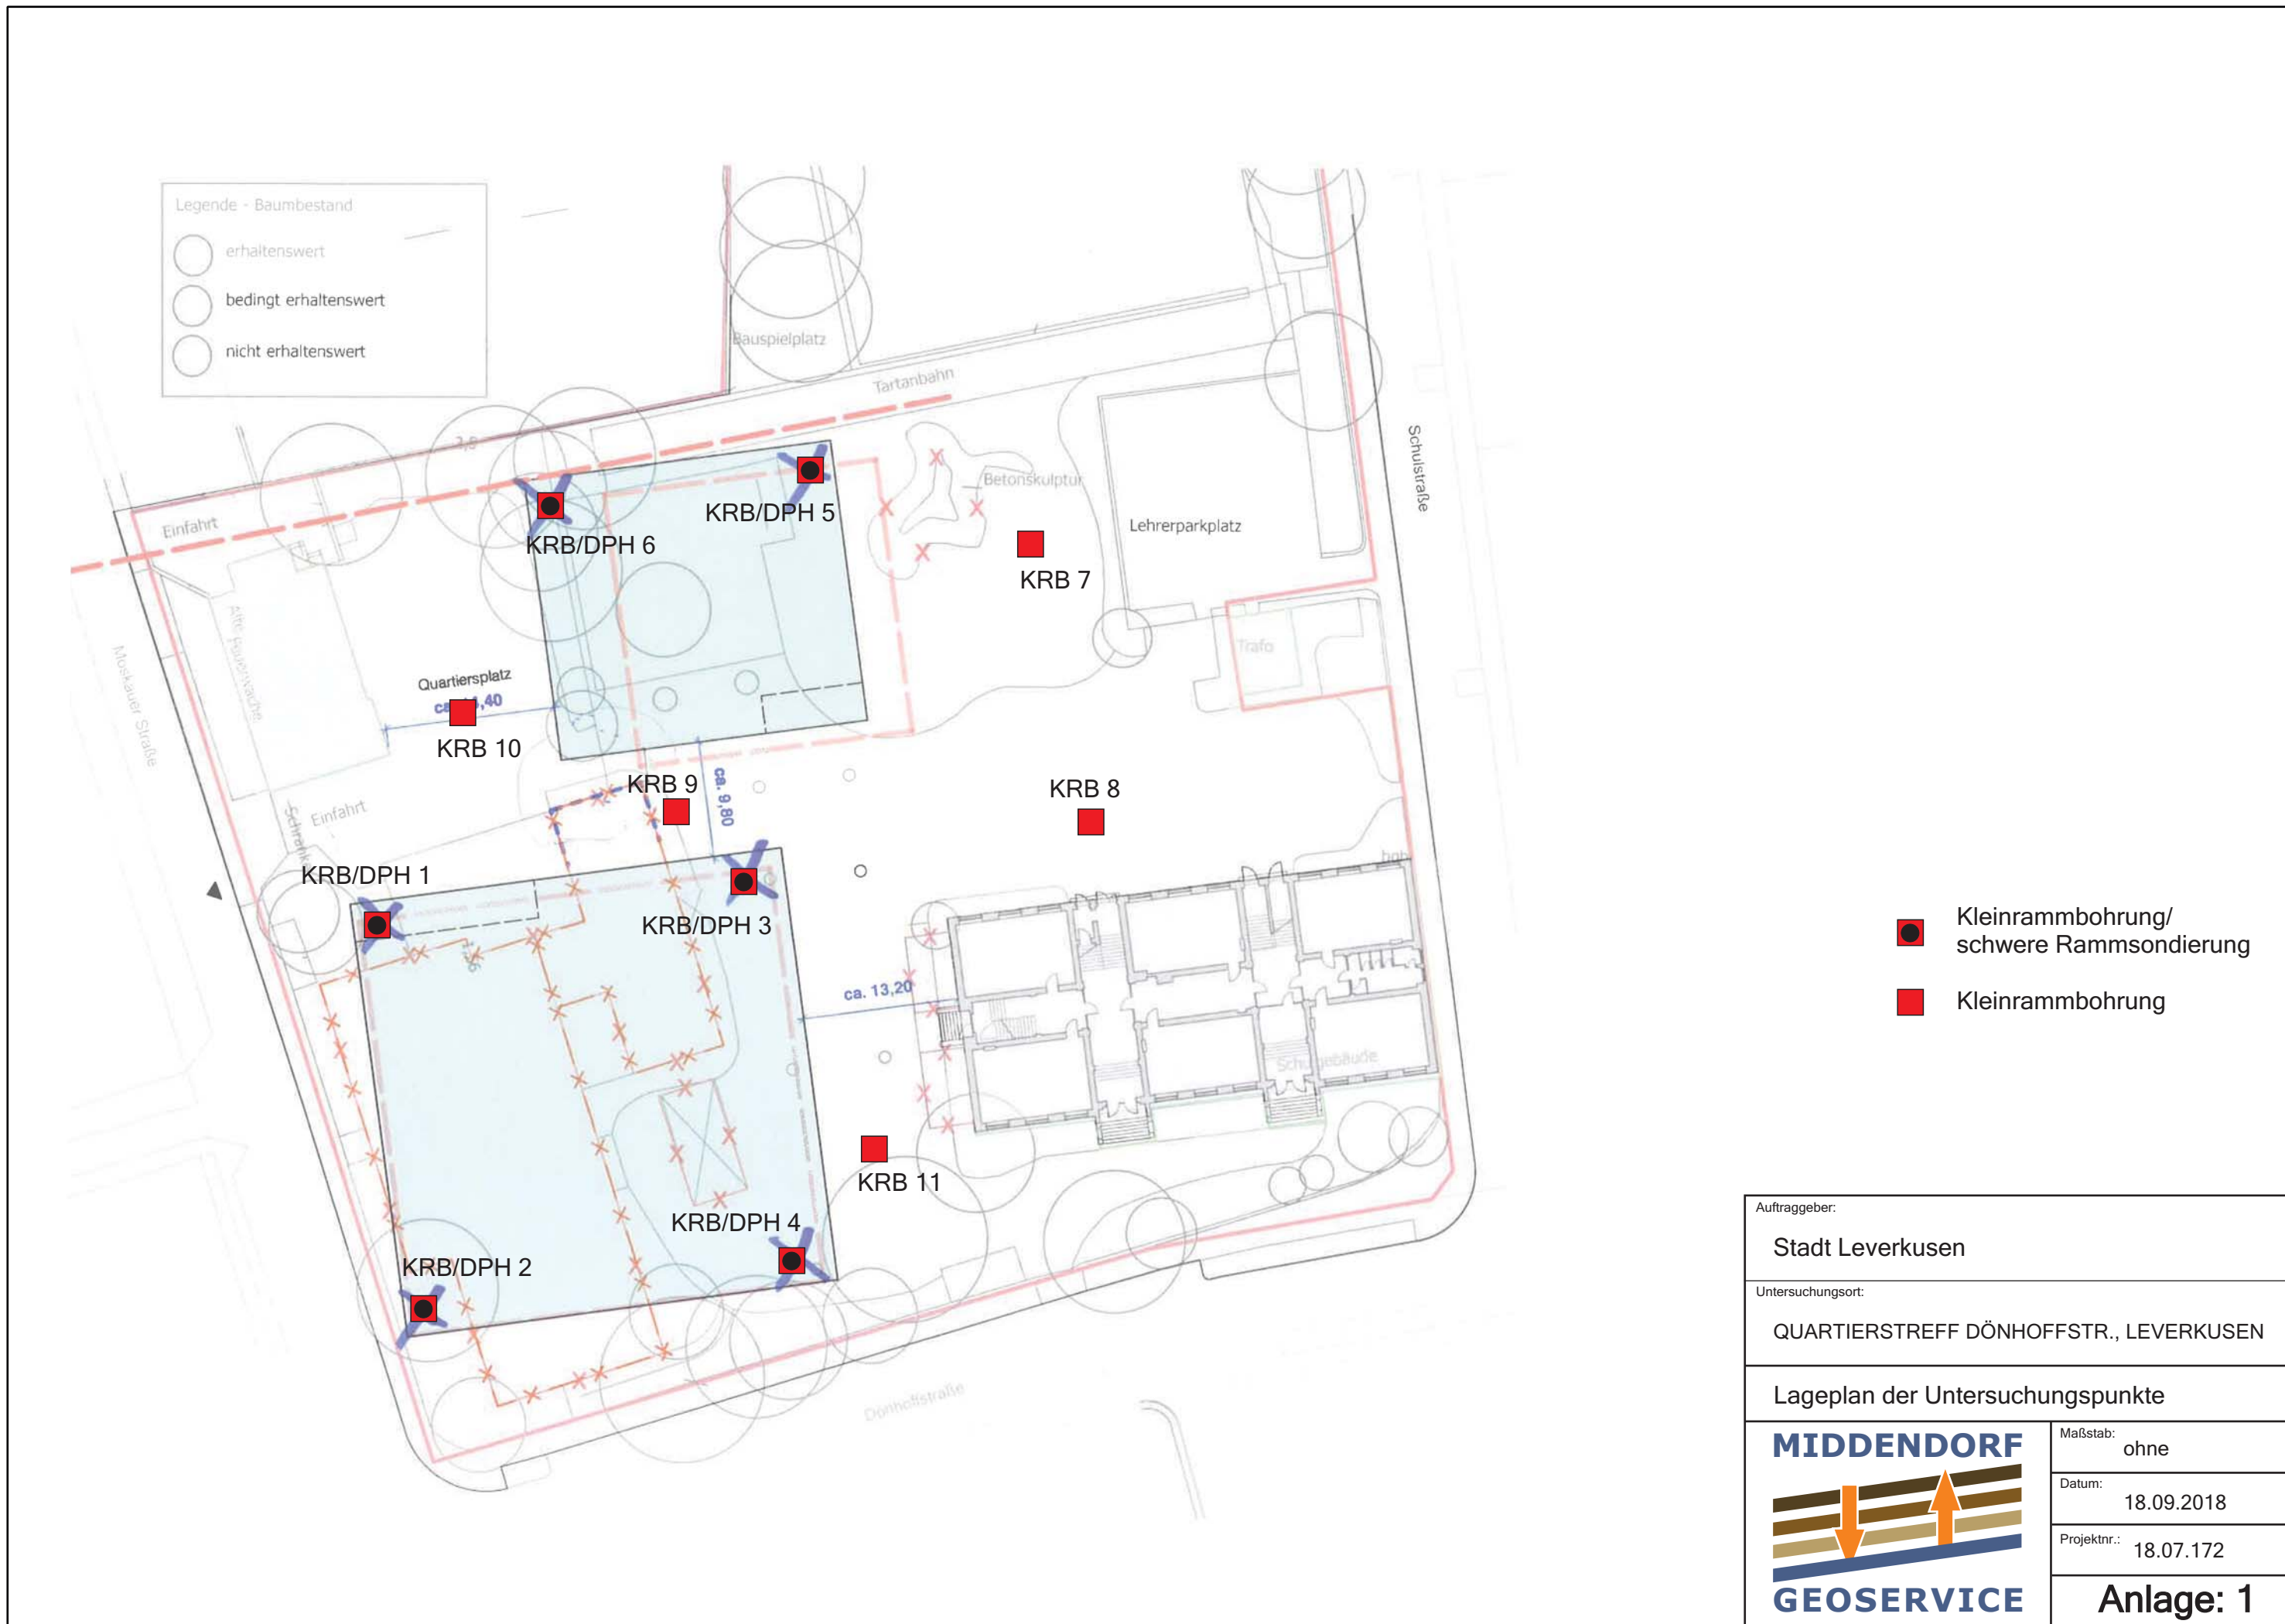 Legende - Baumbestand
erhaltenswert
bedingt erhaltenswert
nicht erhaltenswert
Bauspielplatz
Tartanbahn
Einfahrt
KRB/DPH 5
KRB/DPH 6
Betonskulptur
KRB 7
Lehrerparkplatz
Schulstraße
Trafo
Alte Feuerwache
Moskauer Straße
Quartiersplatz
KRB 10
KRB 9
ca. 9,80
KRB 8
Einfahrt
Schranke
KRB/DPH 1
KRB/DPH 3
ca. 13,20
Schulgebäude
KRB 11
KRB/DPH 4
KRB/DPH 2
Dönhoffstraße
Kleinrammbohrung/
schwere Rammsondierung
Kleinrammbohrung
Auftraggeber:
Stadt Leverkusen
Untersuchungsort:
QUARTIERSTREFF DÖNHOFFSTR., LEVERKUSEN
Lageplan der Untersuchungspunkte
MIDDENDORF
GEOSERVICE
Maßstab:
ohne
Datum:
18.09.2018
Projektnr.:
18.07.172
Anlage: 1